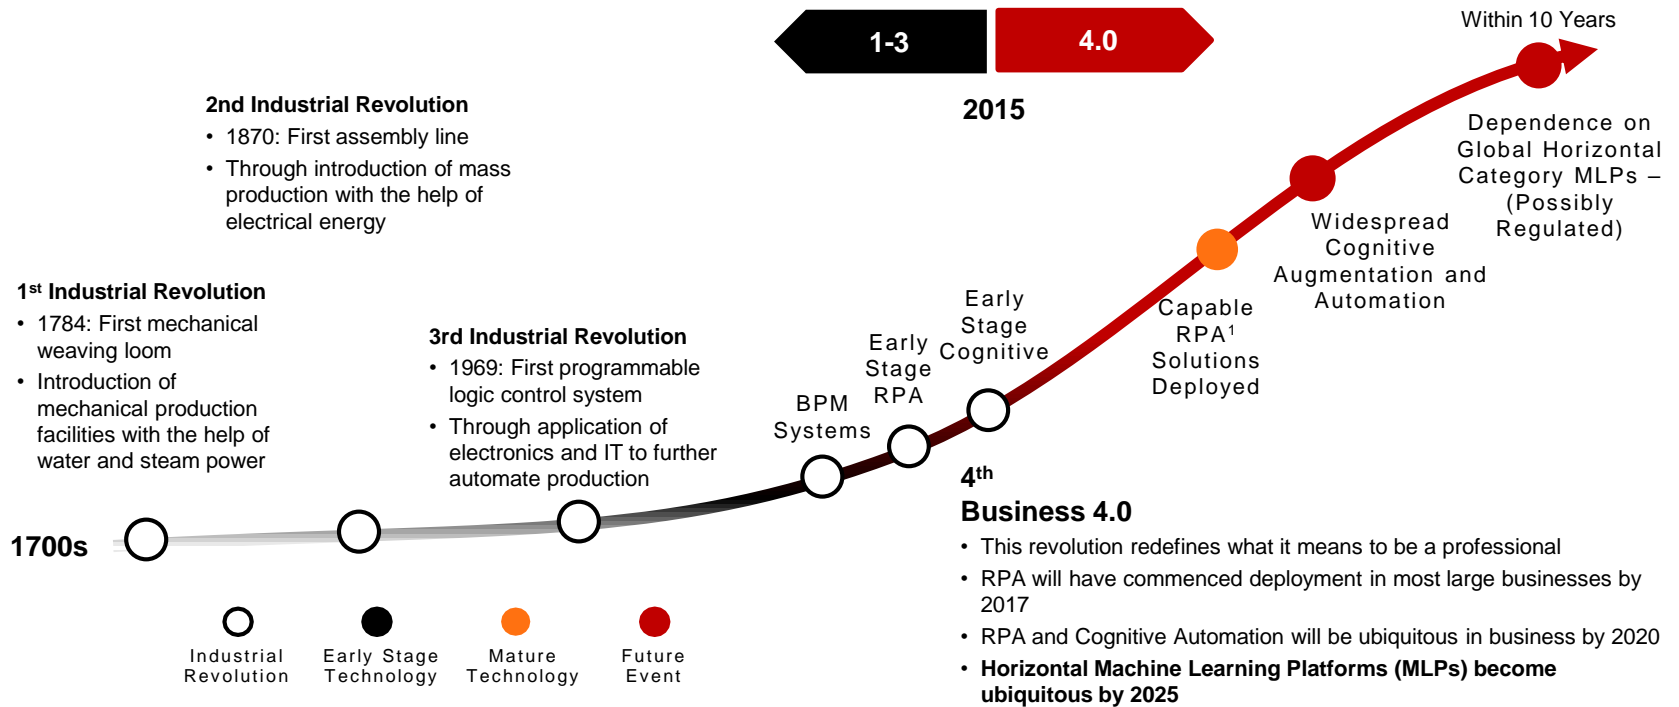 1-3
4.0
2015
Within 10 Years
2nd Industrial Revolution
• 1870: First assembly line
• Through introduction of mass
production with the help of
electrical energy
1st Industrial Revolution
• 1784: First mechanical
weaving loom
• Introduction of
mechanical production
facilities with the help of
water and steam power
3rd Industrial Revolution
• 1969: First programmable
logic control system
• Through application of
electronics and IT to further
automate production
1700s
BPM
Systems
Early
Stage
RPA
Early
Stage
Cognitive
Capable
RPA1
Solutions
Deployed
Widespread
Cognitive
Augmentation and
Automation
Dependence on
Global Horizontal
Category MLPs –
(Possibly
Regulated)
4th
Business 4.0
• This revolution redefines what it means to be a professional
• RPA will have commenced deployment in most large businesses by
2017
• RPA and Cognitive Automation will be ubiquitous in business by 2020
• Horizontal Machine Learning Platforms (MLPs) become
ubiquitous by 2025
Industrial
Revolution
Early Stage
Technology
Mature
Technology
Future
Event